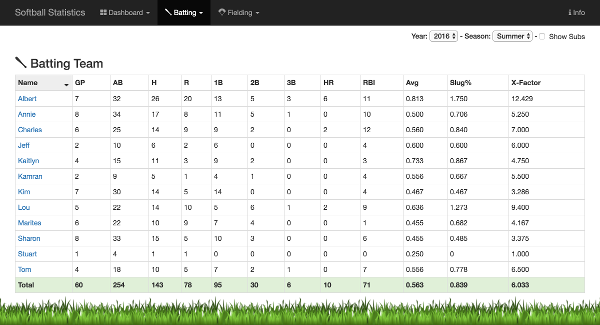 Softball Statistics Dashboard Batting Fielding Info
Year: 2016 - Season: Summer - Show Subs
Batting Team
Name GP AB H R 1B 2B 3B HR RBI Avg Slug% X-Factor
Albert 7 32 26 20 13 5 3 6 11 0.813 1.750 12.429
Annie 8 34 17 8 11 5 1 0 10 0.500 0.706 5.250
Charles 6 25 14 9 9 2 0 2 12 0.560 0.840 7.000
Jeff 2 10 6 2 6 0 0 0 4 0.600 0.600 6.000
Kaitlyn 4 15 11 3 9 2 0 0 3 0.733 0.867 4.750
Kamran 2 9 5 1 4 1 0 0 4 0.556 0.667 5.500
Kim 7 30 14 5 14 0 0 0 4 0.467 0.467 3.286
Lou 5 22 14 10 5 6 1 2 9 0.636 1.273 9.400
Marites 6 22 10 9 7 4 0 0 1 0.455 0.682 4.167
Sharon 8 33 15 5 10 3 0 0 6 0.455 0.485 3.375
Stuart 1 4 1 1 0 0 0 0 0 0.250 0 1.000
Tom 4 18 10 5 7 2 1 0 7 0.556 0.778 6.500
Total 60 254 143 78 95 30 6 10 71 0.563 0.839 6.033